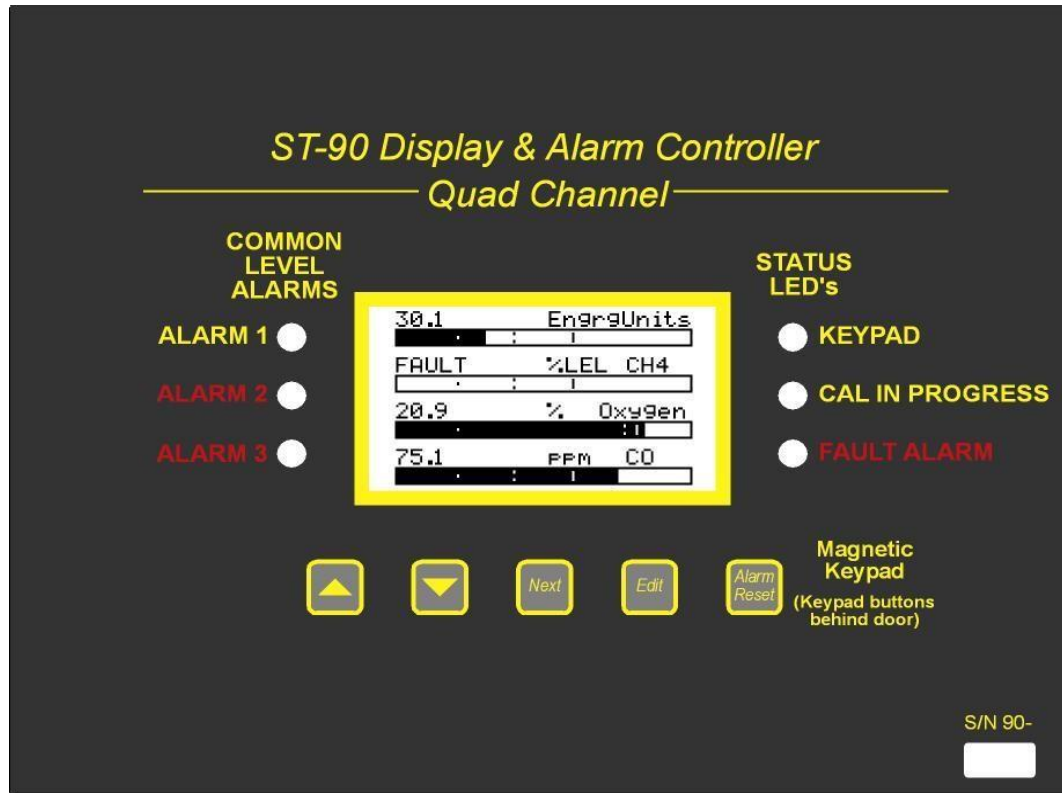 ST-90 Display & Alarm Controller
Quad Channel
COMMON
LEVEL
ALARMS
ALARM 1
ALARM 2
ALARM 3
30.1 EngrgUnits
FAULT %LEL CH4
20.9 % Oxygen
75.1 PPM CO
STATUS
LED's
KEYPAD
CAL IN PROGRESS
FAULT ALARM
Next
Edit
Alarm
Reset
Magnetic
Keypad
(Keypad buttons
behind door)
S/N 90-